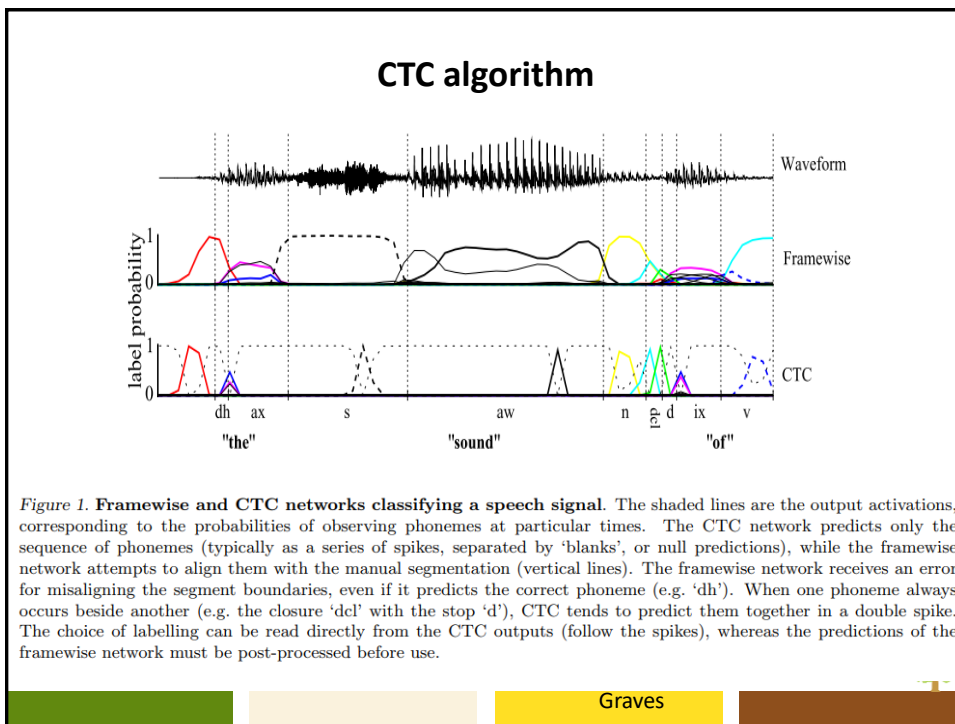 CTC algorithm
Waveform
label probability
1
0
Framewise
1
0
CTC
dh ax s aw n dcl d ix v
"the" "sound" "of"
Figure 1. Framewise and CTC networks classifying a speech signal. The shaded lines are the output activations,
corresponding to the probabilities of observing phonemes at particular times. The CTC network predicts only the
sequence of phonemes (typically as a series of spikes, separated by ‘blanks’, or null predictions), while the framewise
network attempts to align them with the manual segmentation (vertical lines). The framewise network receives an error
for misaligning the segment boundaries, even if it predicts the correct phoneme (e.g. ‘dh’). When one phoneme always
occurs beside another (e.g. the closure ‘dcl’ with the stop ‘d’), CTC tends to predict them together in a double spike.
The choice of labelling can be read directly from the CTC outputs (follow the spikes), whereas the predictions of the
framewise network must be post-processed before use.
Graves